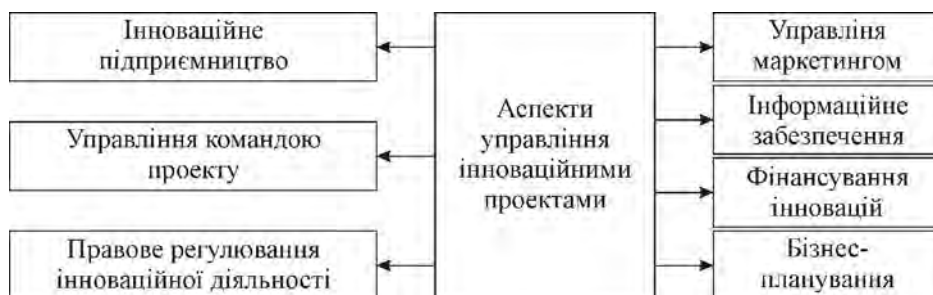 Інноваційне
підприємництво
Управління командою
проекту
Правове регулювання
інноваційної діяльності
Аспекти
управління
інноваційними
проектами
Управліня
маркетингом
Інформаційне
забезпечення
Фінансування
інновацій
Бізнес-
планування